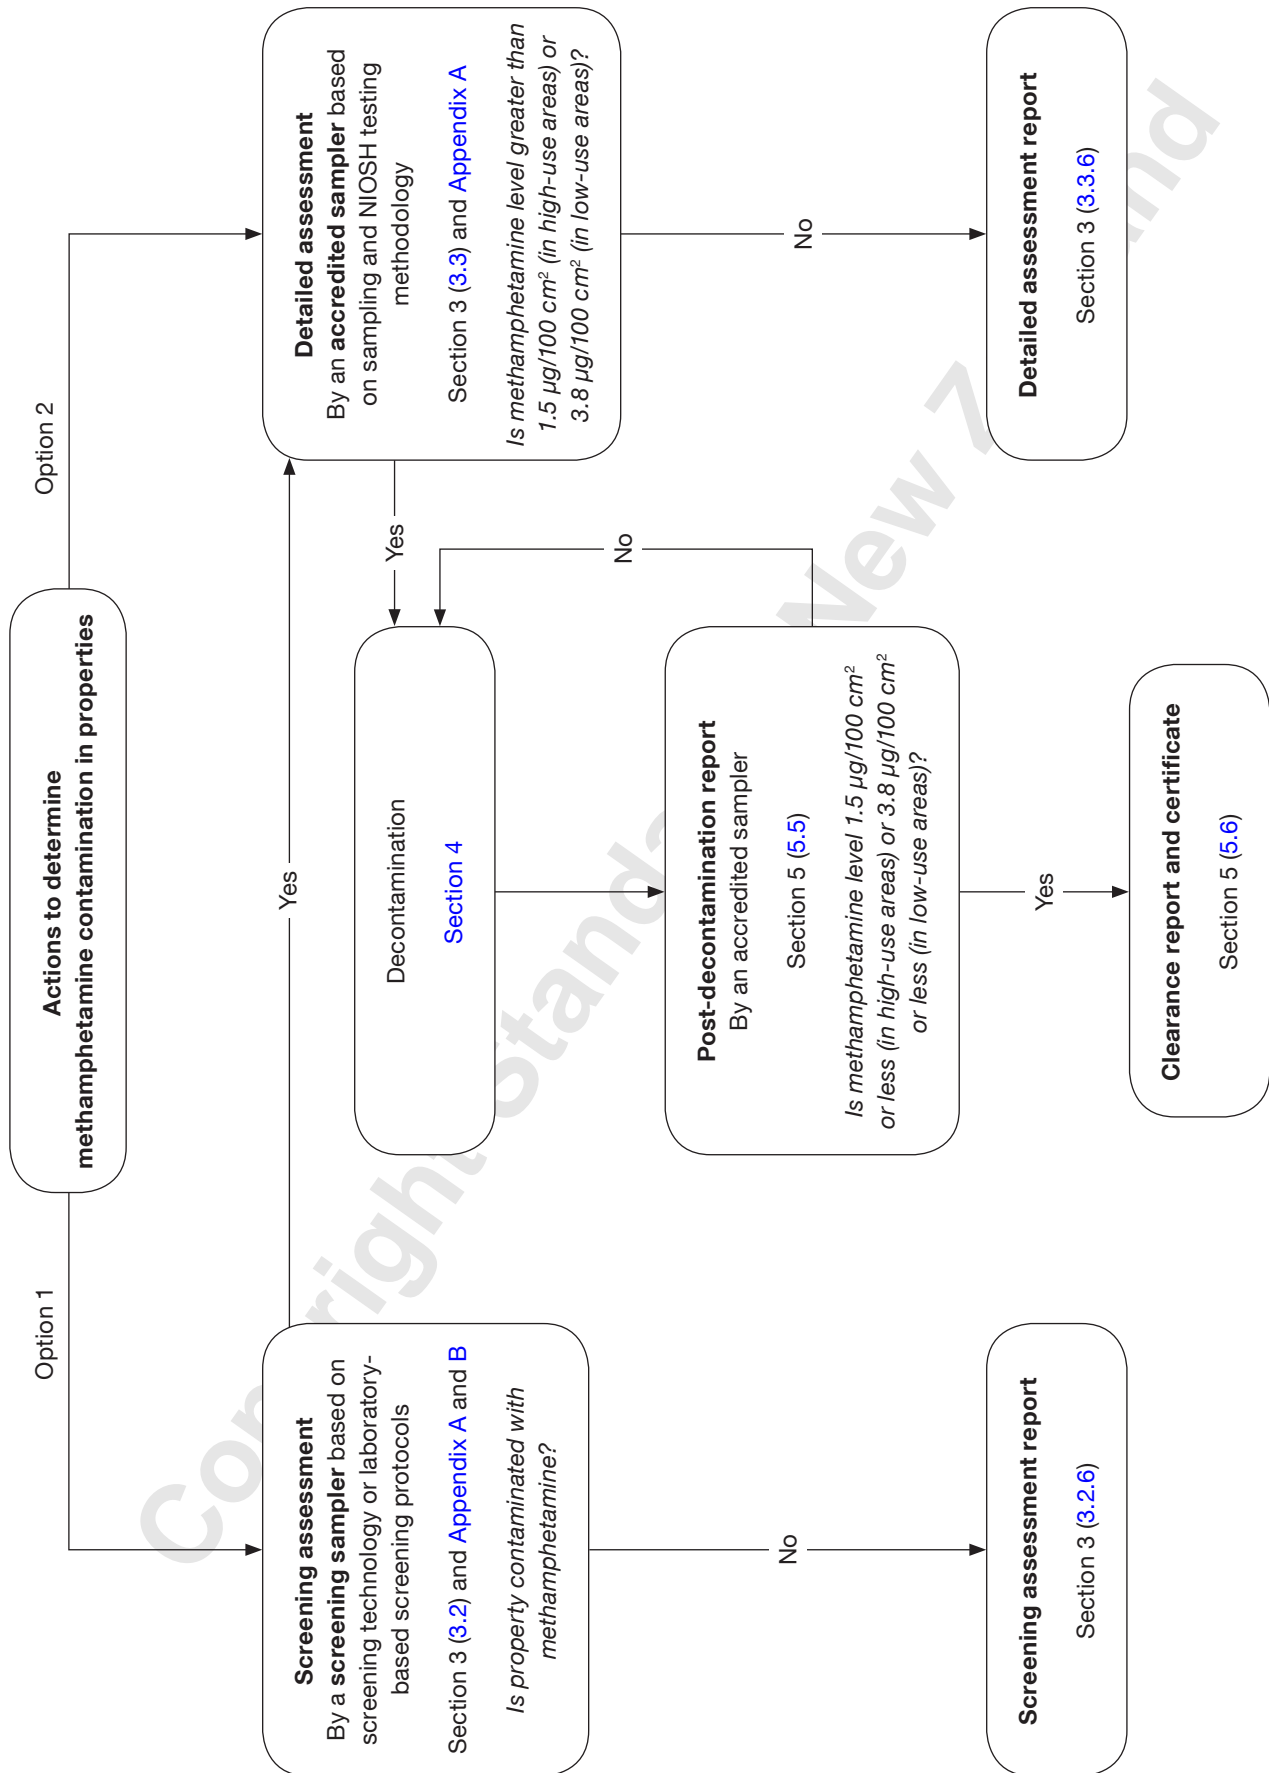 Actions to determine
methamphetamine contamination in properties
Option 1
Option 2
Screening assessment
By a screening sampler based on
screening technology or laboratory-
based screening protocols
Section 3 (3.2) and Appendix A and B
Is property contaminated with
methamphetamine?
Yes
No
Screening assessment report
Section 3 (3.2.6)
Detailed assessment
By an accredited sampler based
on sampling and NIOSH testing
methodology
Section 3 (3.3) and Appendix A
Is methamphetamine level greater than
1.5 µg/100 cm² (in high-use areas) or
3.8 µg/100 cm² (in low-use areas)?
Yes
No
Detailed assessment report
Section 3 (3.3.6)
Decontamination
Section 4
Post-decontamination report
By an accredited sampler
Section 5 (5.5)
Is methamphetamine level 1.5 µg/100 cm²
or less (in high-use areas) or 3.8 µg/100 cm²
or less (in low-use areas)?
No
Yes
Clearance report and certificate
Section 5 (5.6)
New